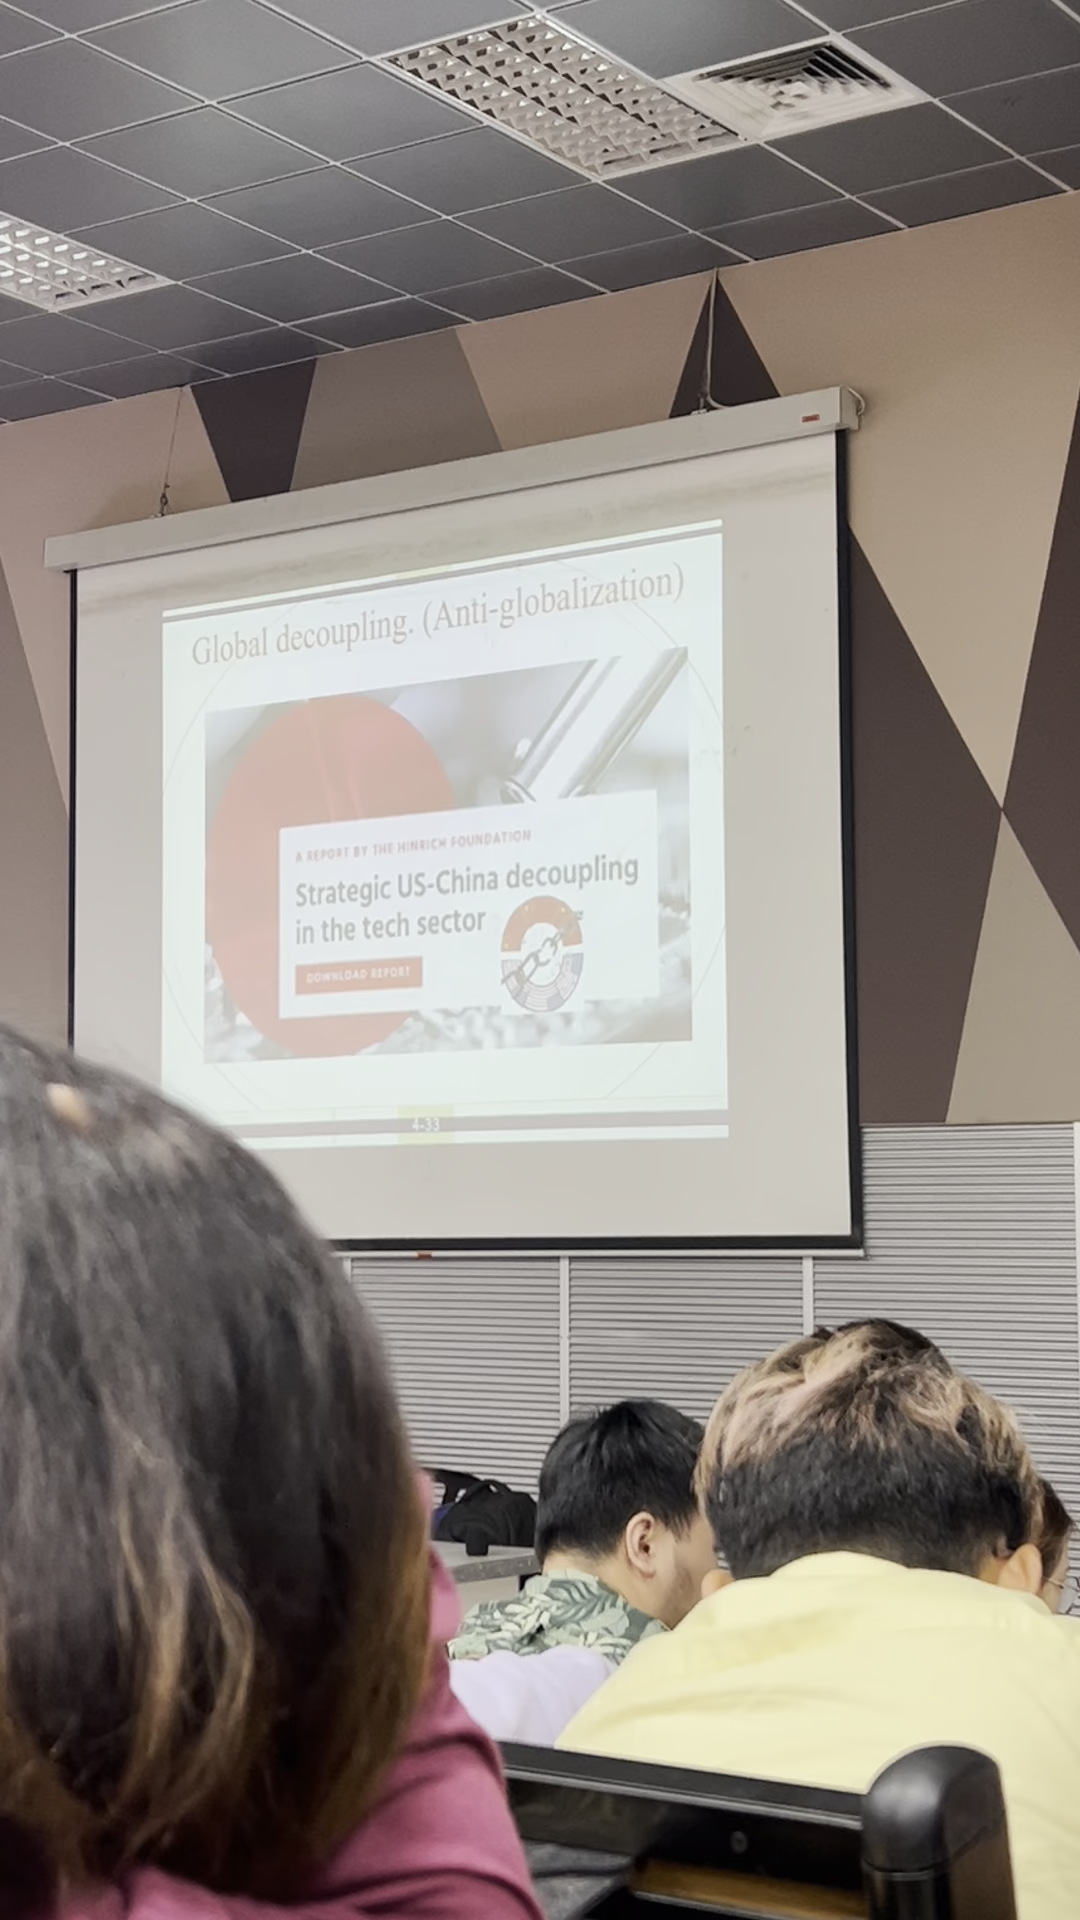 Global decoupling. (Anti-globalization)
A REPORT BY THE HINRICH FOUNDATION
Strategic US-China decoupling
in the tech sector
DOWNLOAD REPORT
4-33